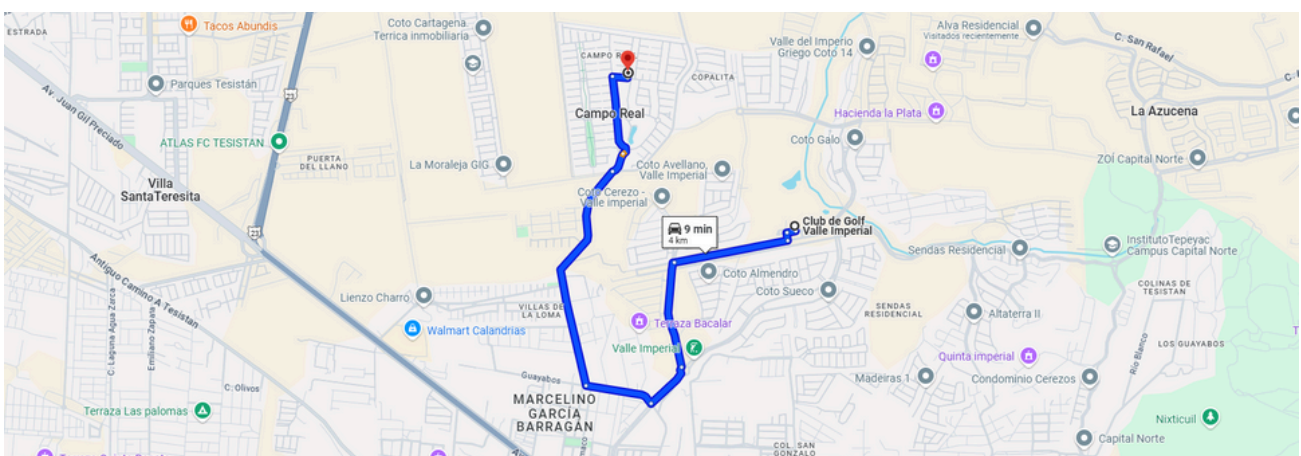 ESTRADA
Tacos Abundis
Coto Cartagena
Terrica inmobiliaria
CAMPO RE
Valle del Imperio
Griego Coto 14
Alva Residencial
Visitados recientemente
C. San Rafael
Parques Tesistán
23
COPALITA
Av. Juan Gil Preciado
Campo Real
Hacienda la Plata
La Azucena
ATLAS FC TESISTAN
PUERTA
DEL LLANO
La Moraleja GIG
Coto Galo
Coto Avellano,
Valle Imperial
ZOÍ Capital Norte
Villa
SantaTeresita
Coto Cerezo -
Valle imperial
23
9 min
4 km
Club de Golf
Valle Imperial
Sendas Residencial
InstitutoTepeyac
Campus Capital Norte
Antiguo Camino A Tesistan
Coto Almendro
COLINAS DE
TESISTAN
Lienzo Charro
Coto Sueco
C. Laguna Agua Zarca
Emiliano Zapata
VILLAS DE
LA LOMA
SENDAS
RESIDENCIAL
Altaterra II
Walmart Calandrias
Terraza Bacalar
Río Blanco
LOS GUAYABOS
Valle Imperial
Quinta imperial
C. Olivos
Guayabos
Madeiras 1
Condominio Cerezos
MARCELINO
GARCÍA
BARRAGÁN
Terraza Las palomas
Nixticuil
COL. SAN
GONZALO
Capital Norte